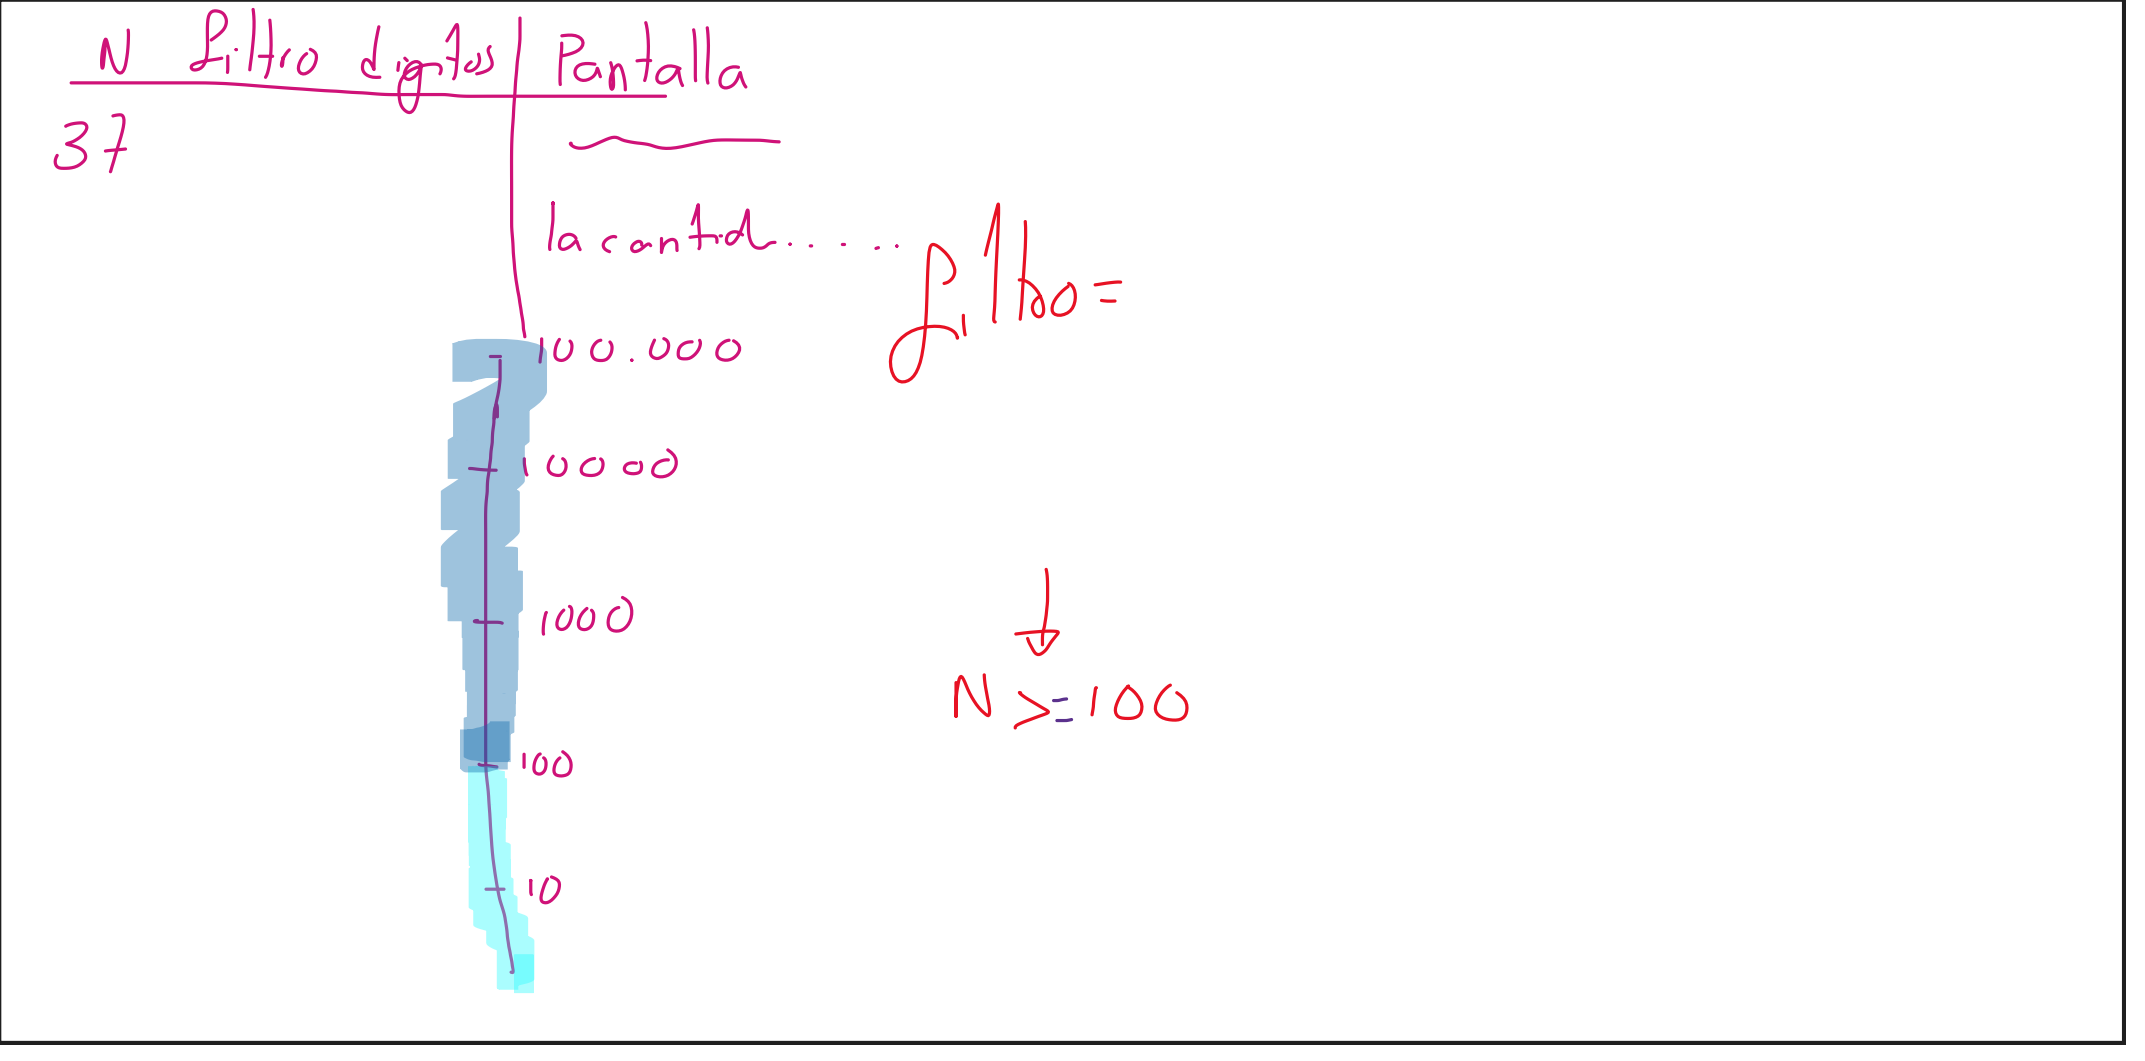 N filtro digitos Pantalla
37
la cantid......
filtro=
100.000
10000
1000
N >= 100
100
10